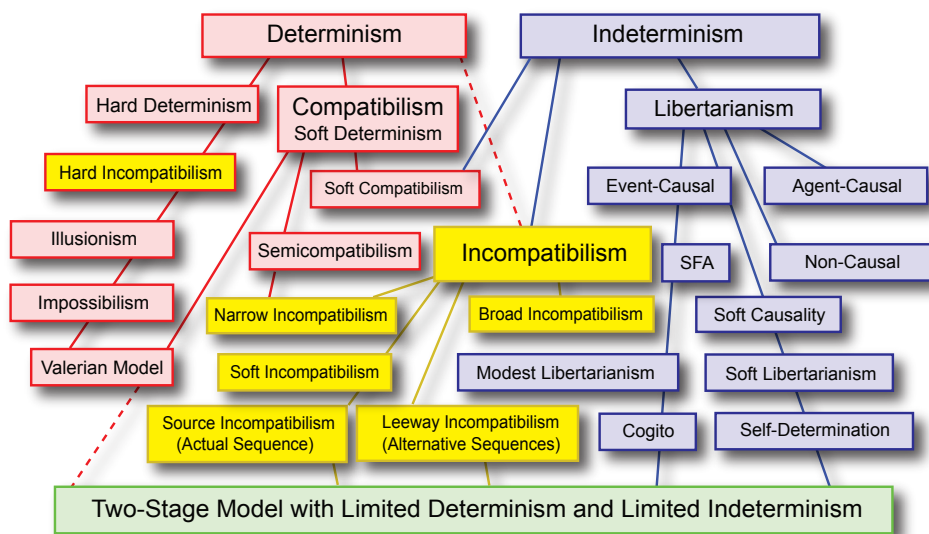 Determinism
Indeterminism
Hard Determinism
Compatibilism
Soft Determinism
Libertarianism
Hard Incompatibilism
Soft Compatibilism
Event-Causal
Agent-Causal
Illusionism
Semicompatibilism
Incompatibilism
SFA
Non-Causal
Impossibilism
Narrow Incompatibilism
Broad Incompatibilism
Soft Causality
Valerian Model
Soft Incompatibilism
Modest Libertarianism
Soft Libertarianism
Source Incompatibilism
(Actual Sequence)
Leeway Incompatibilism
(Alternative Sequences)
Cogito
Self-Determination
Two-Stage Model with Limited Determinism and Limited Indeterminism